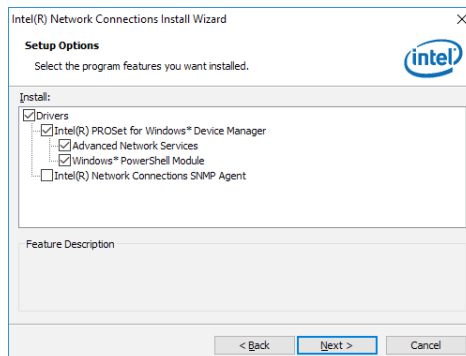 Intel(R) Network Connections Install Wizard
Setup Options
Select the program features you want installed.
intel
Install:
Drivers
Intel(R) PROSet for Windows* Device Manager
Advanced Network Services
Windows* PowerShell Module
Intel(R) Network Connections SNMP Agent
Feature Description
< Back
Next >
Cancel